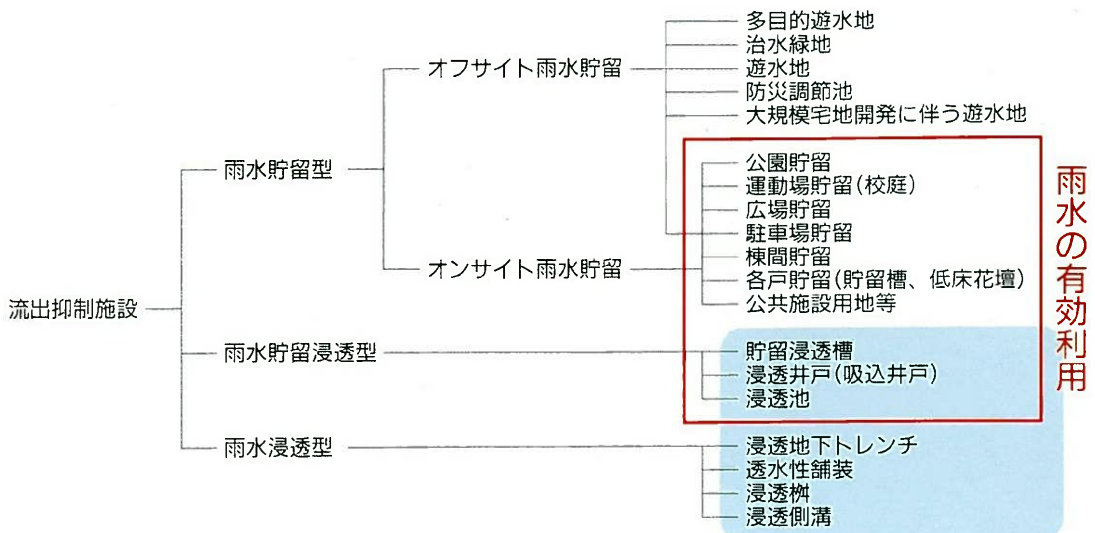 流出抑制施設
雨水貯留型
オフサイト雨水貯留
多目的遊水地
治水緑地
遊水地
防災調節池
大規模宅地開発に伴う遊水地
オンサイト雨水貯留
公園貯留
運動場貯留(校庭)
広場貯留
駐車場貯留
棟間貯留
各戸貯留(貯留槽、低床花壇)
公共施設用地等
雨水貯留浸透型
貯留浸透槽
浸透井戸(吸込井戸)
浸透池
雨水浸透型
浸透地下トレンチ
透水性舗装
浸透桝
浸透側溝
雨水の有効利用